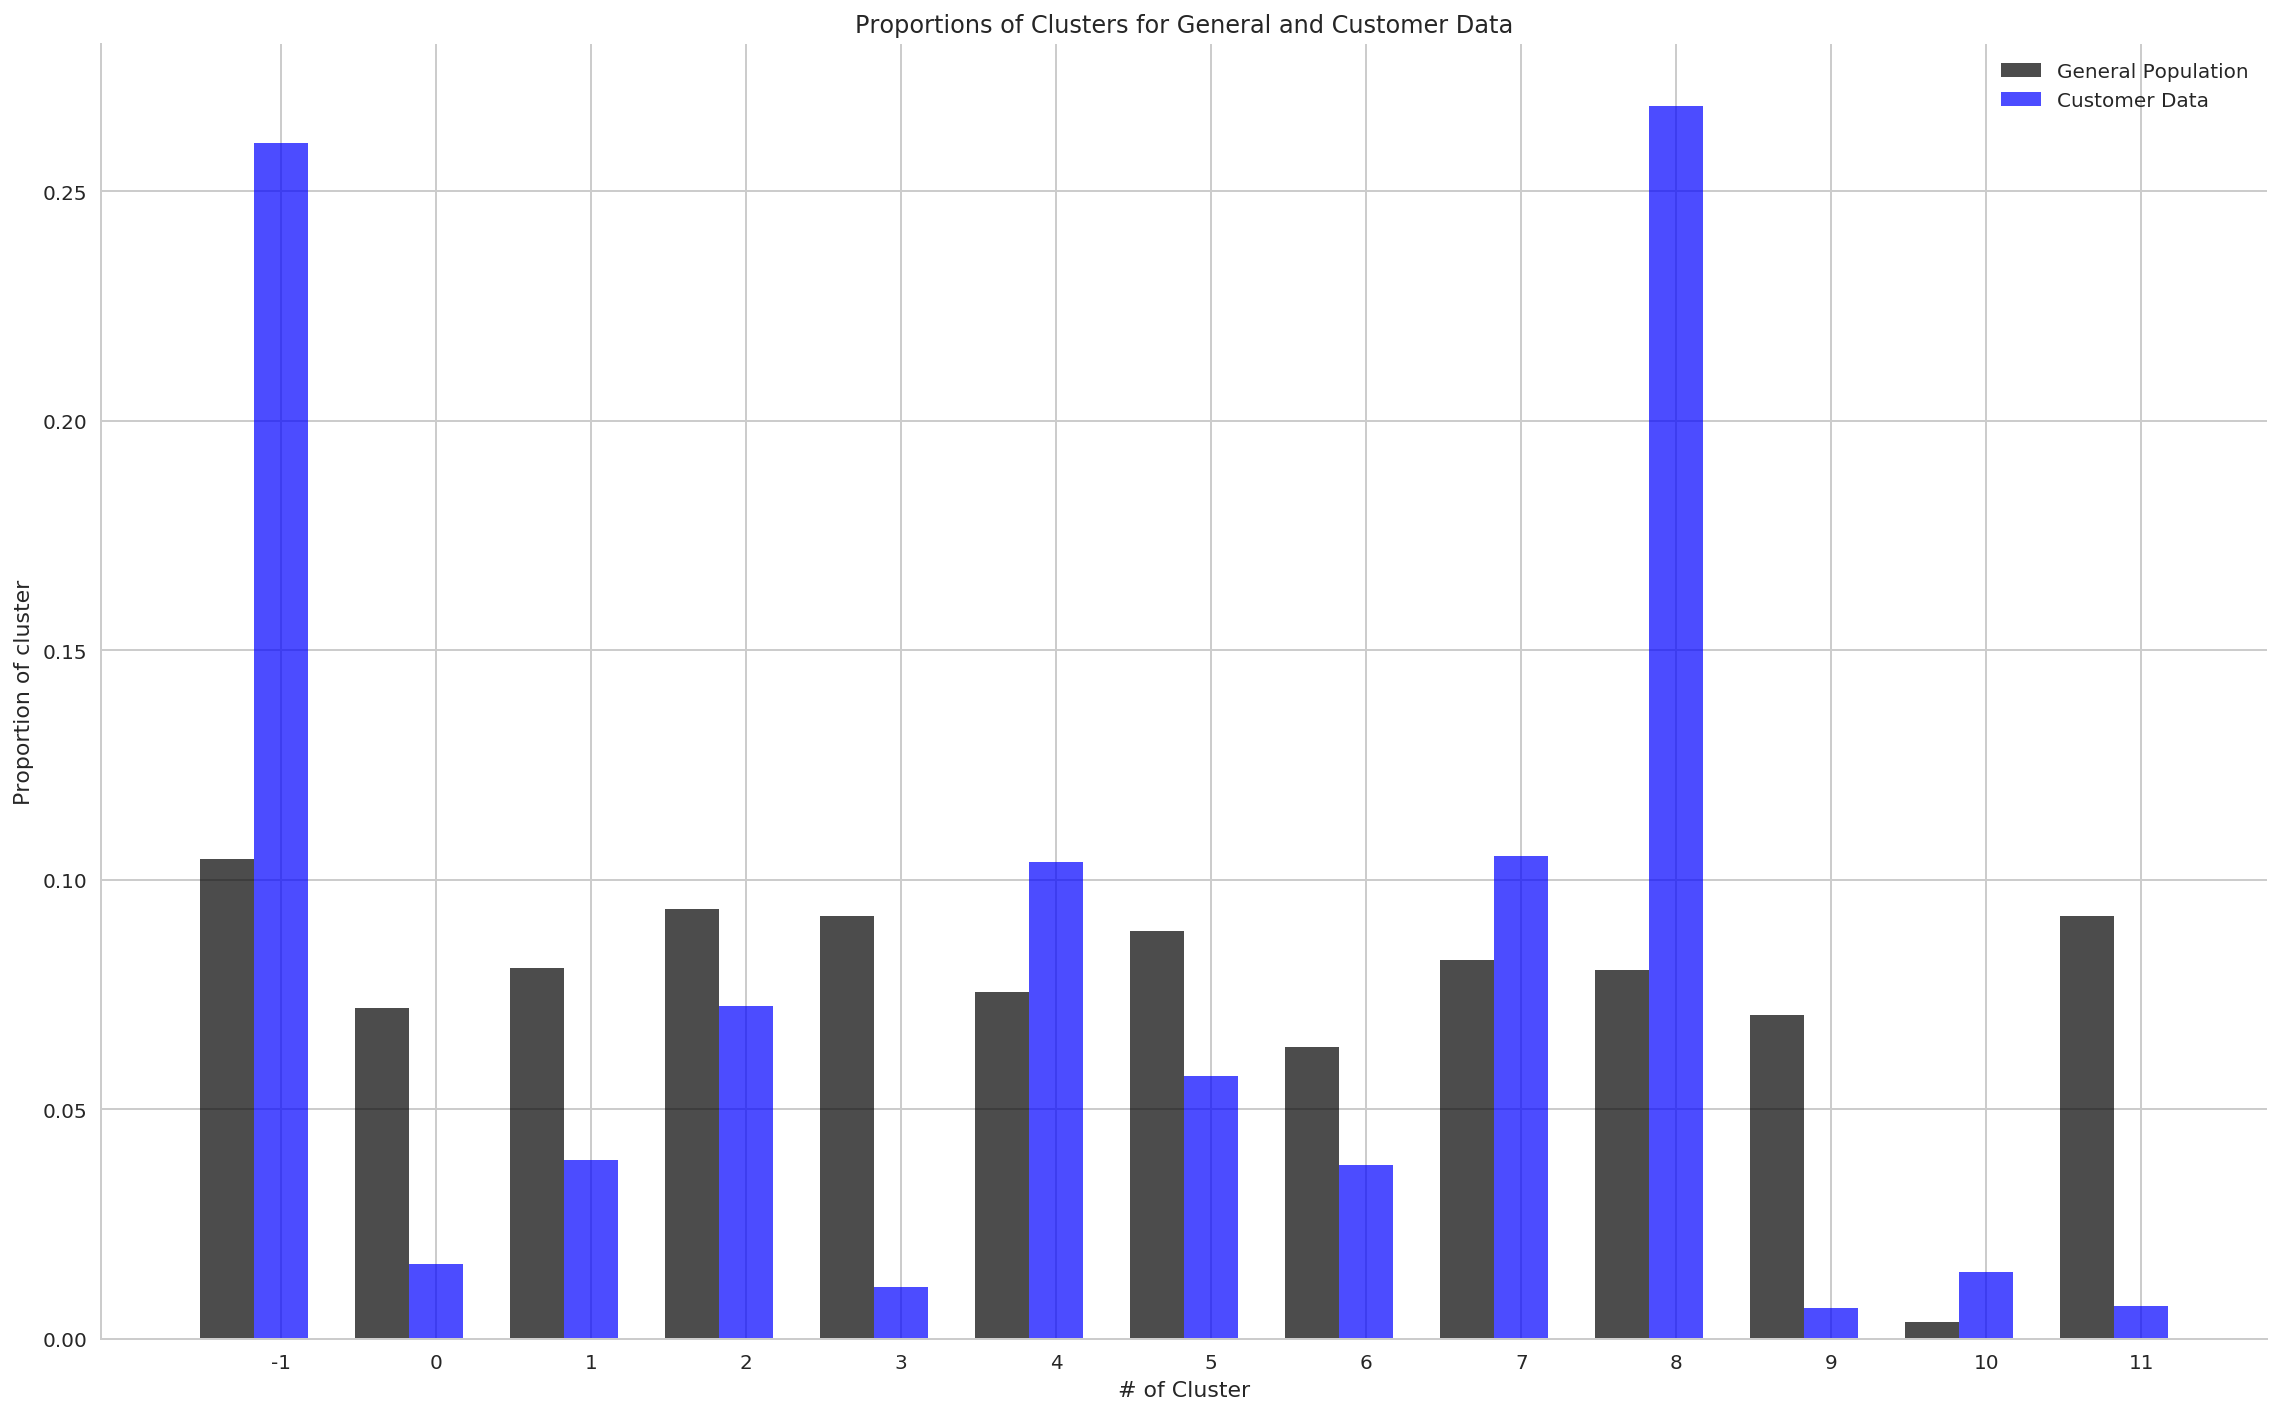 Proportions of Clusters for General and Customer Data
General Population
Customer Data
Proportion of cluster
0.25
0.20
0.15
0.10
0.05
0.00
-1 0 1 2 3 4 5 6 7 8 9 10 11
# of Cluster